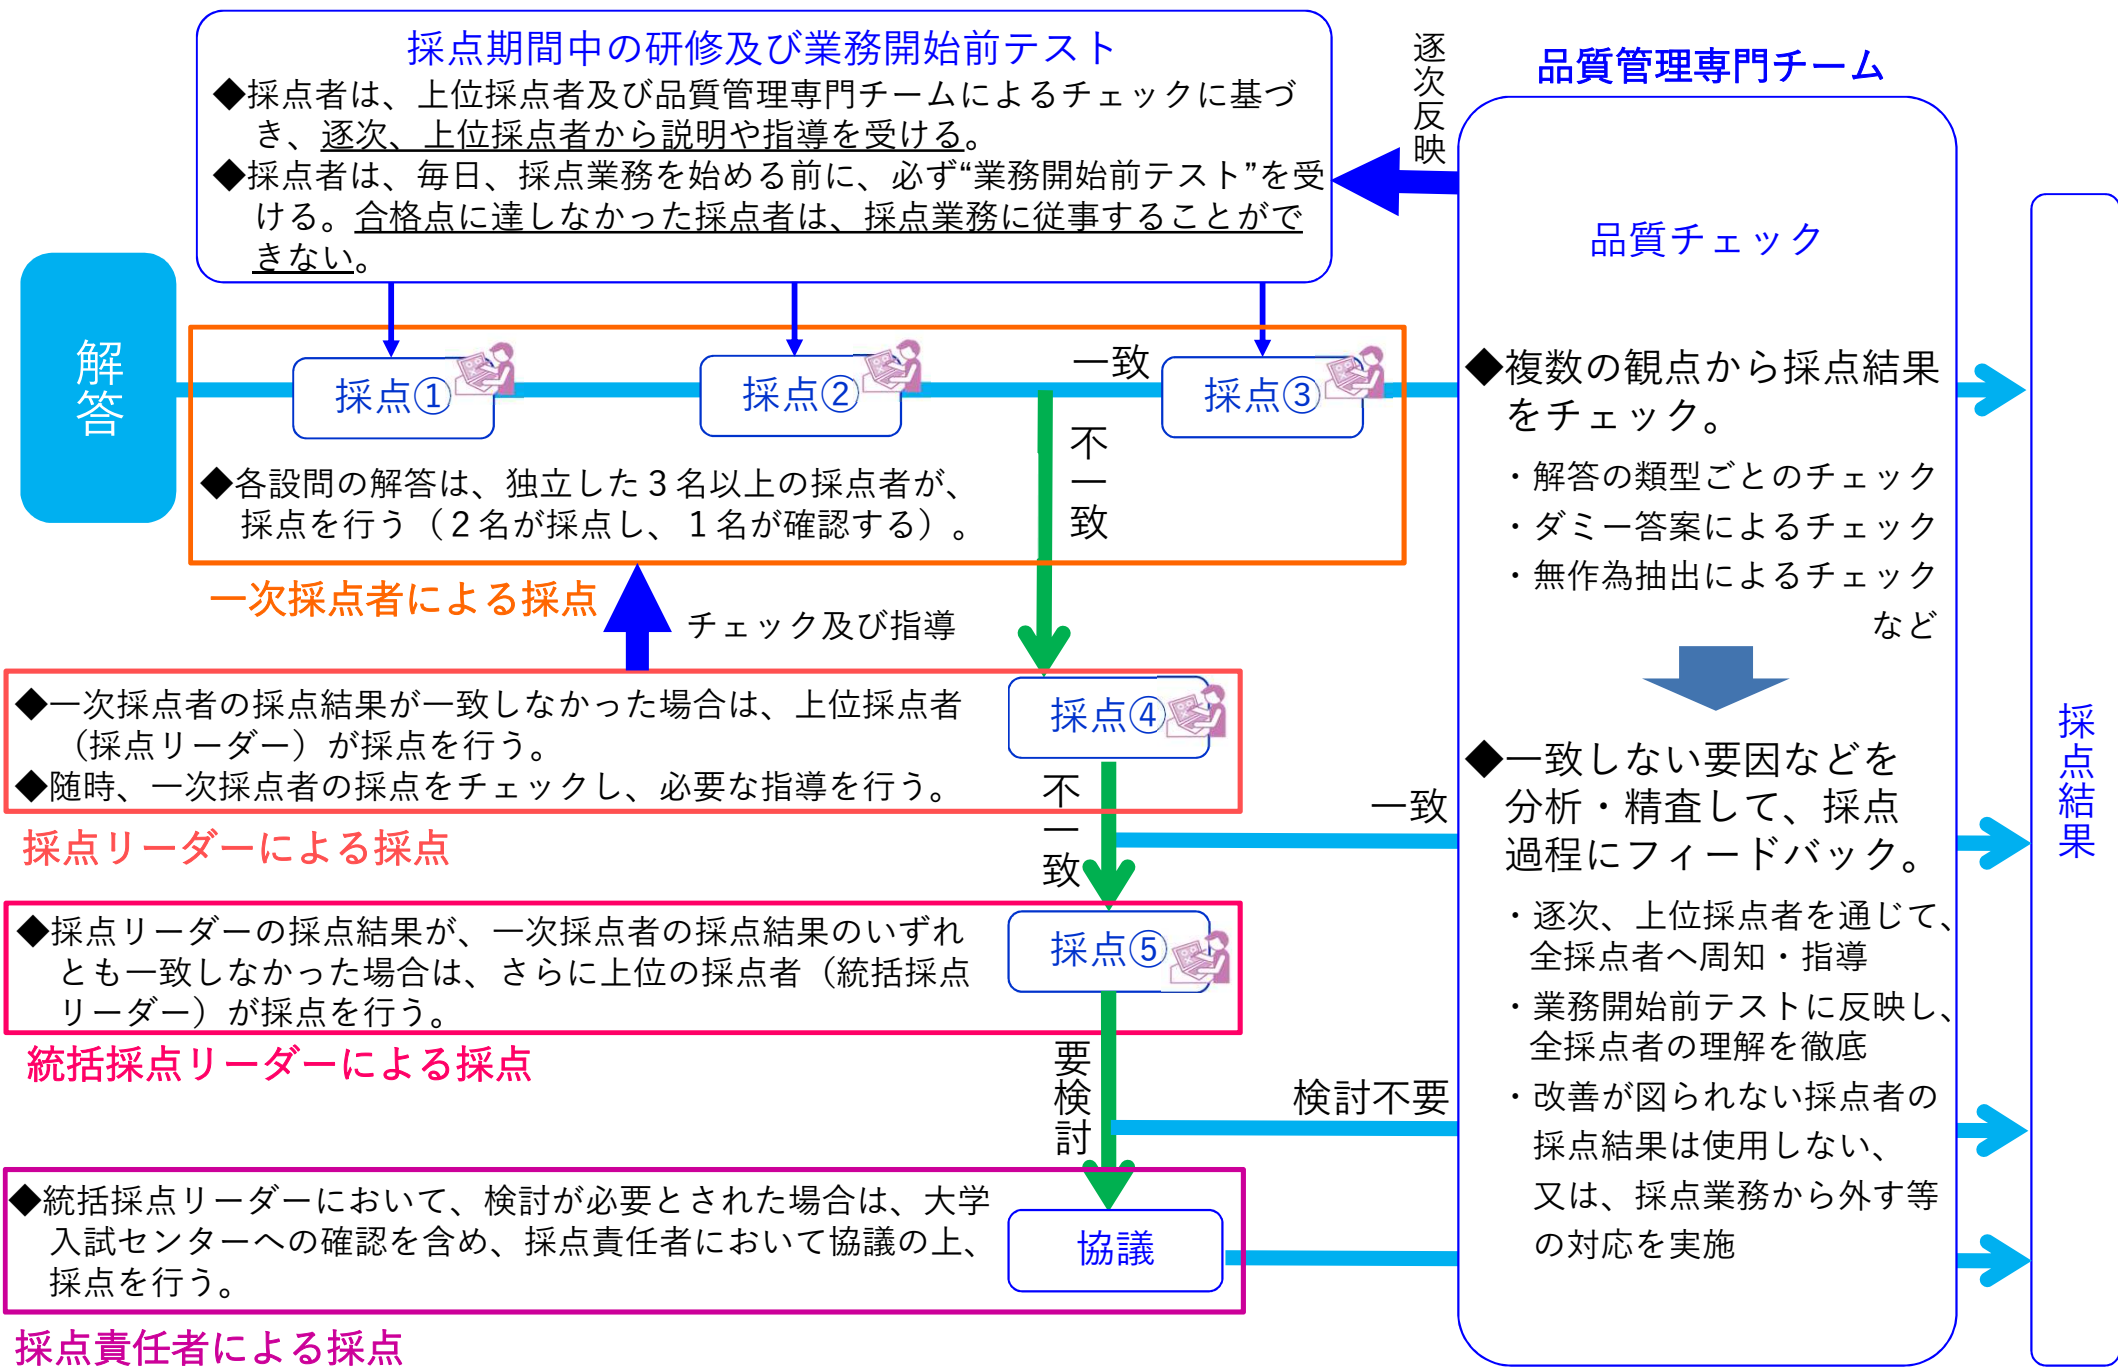 採点期間中の研修及び業務開始前テスト
◆採点者は、上位採点者及び品質管理専門チームによるチェックに基づ
き、逐次、上位採点者から説明や指導を受ける。
◆採点者は、毎日、採点業務を始める前に、必ず“業務開始前テスト”を受
ける。合格点に達しなかった採点者は、採点業務に従事することがで
きない。
逐次反映
解答
採点①
採点②
一致
採点③
不一致
◆各設問の解答は、独立した３名以上の採点者が、
採点を行う（２名が採点し、１名が確認する）。
一次採点者による採点
チェック及び指導
◆一次採点者の採点結果が一致しなかった場合は、上位採点者
（採点リーダー）が採点を行う。
◆随時、一次採点者の採点をチェックし、必要な指導を行う。
採点④
採点リーダーによる採点
不一致
一致
◆採点リーダーの採点結果が、一次採点者の採点結果のいずれ
とも一致しなかった場合は、さらに上位の採点者（統括採点
リーダー）が採点を行う。
採点⑤
統括採点リーダーによる採点
要検討
検討不要
◆統括採点リーダーにおいて、検討が必要とされた場合は、大学
入試センターへの確認を含め、採点責任者において協議の上、
採点を行う。
協議
採点責任者による採点
品質管理専門チーム
品質チェック
◆複数の観点から採点結果
をチェック。
・解答の類型ごとのチェック
・ダミー答案によるチェック
・無作為抽出によるチェック
など
◆一致しない要因などを
分析・精査して、採点
過程にフィードバック。
・逐次、上位採点者を通じて、
全採点者へ周知・指導
・業務開始前テストに反映し、
全採点者の理解を徹底
・改善が図られない採点者の
採点結果は使用しない、
又は、採点業務から外す等
の対応を実施
採点結果